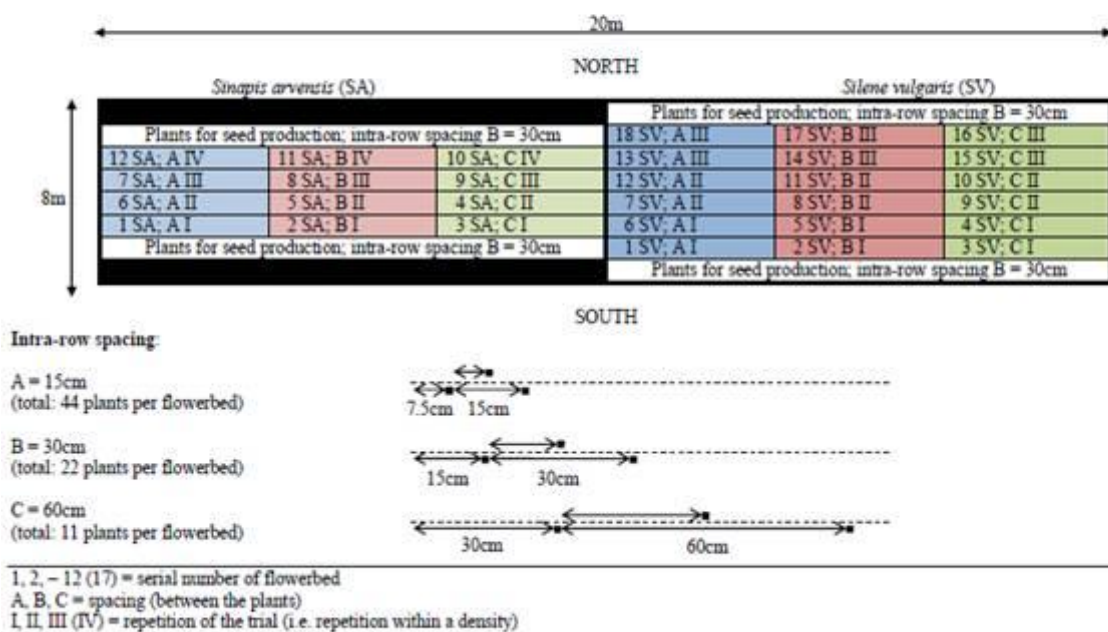 20m
NORTH
Sinapis arvensis (SA)
Silene vulgaris (SV)
8m
Plants for seed production; intra-row spacing B = 30cm
12 SA; A IV 11 SA; B IV 10 SA; C IV
7 SA; A III 8 SA; B III 9 SA; C III
6 SA; A II 5 SA; B II 4 SA; C II
1 SA; A I 2 SA; B I 3 SA; C I
Plants for seed production; intra-row spacing B = 30cm
Plants for seed production; intra-row spacing B = 30cm
18 SV; A III 17 SV; B III 16 SV; C III
13 SV; A III 14 SV; B III 15 SV; C III
12 SV; A II 11 SV; B II 10 SV; C II
7 SV; A II 8 SV; B II 9 SV; C II
6 SV; A I 5 SV; B I 4 SV; C I
1 SV; A I 2 SV; B I 3 SV; C I
Plants for seed production; intra-row spacing B = 30cm
SOUTH
Intra-row spacing:
A = 15cm
(total: 44 plants per flowerbed)
7.5cm 15cm
B = 30cm
(total: 22 plants per flowerbed)
15cm 30cm
C = 60cm
(total: 11 plants per flowerbed)
30cm 60cm
1, 2, – 12 (17) = serial number of flowerbed
A, B, C = spacing (between the plants)
I, II, III (IV) = repetition of the trial (i.e. repetition within a density)